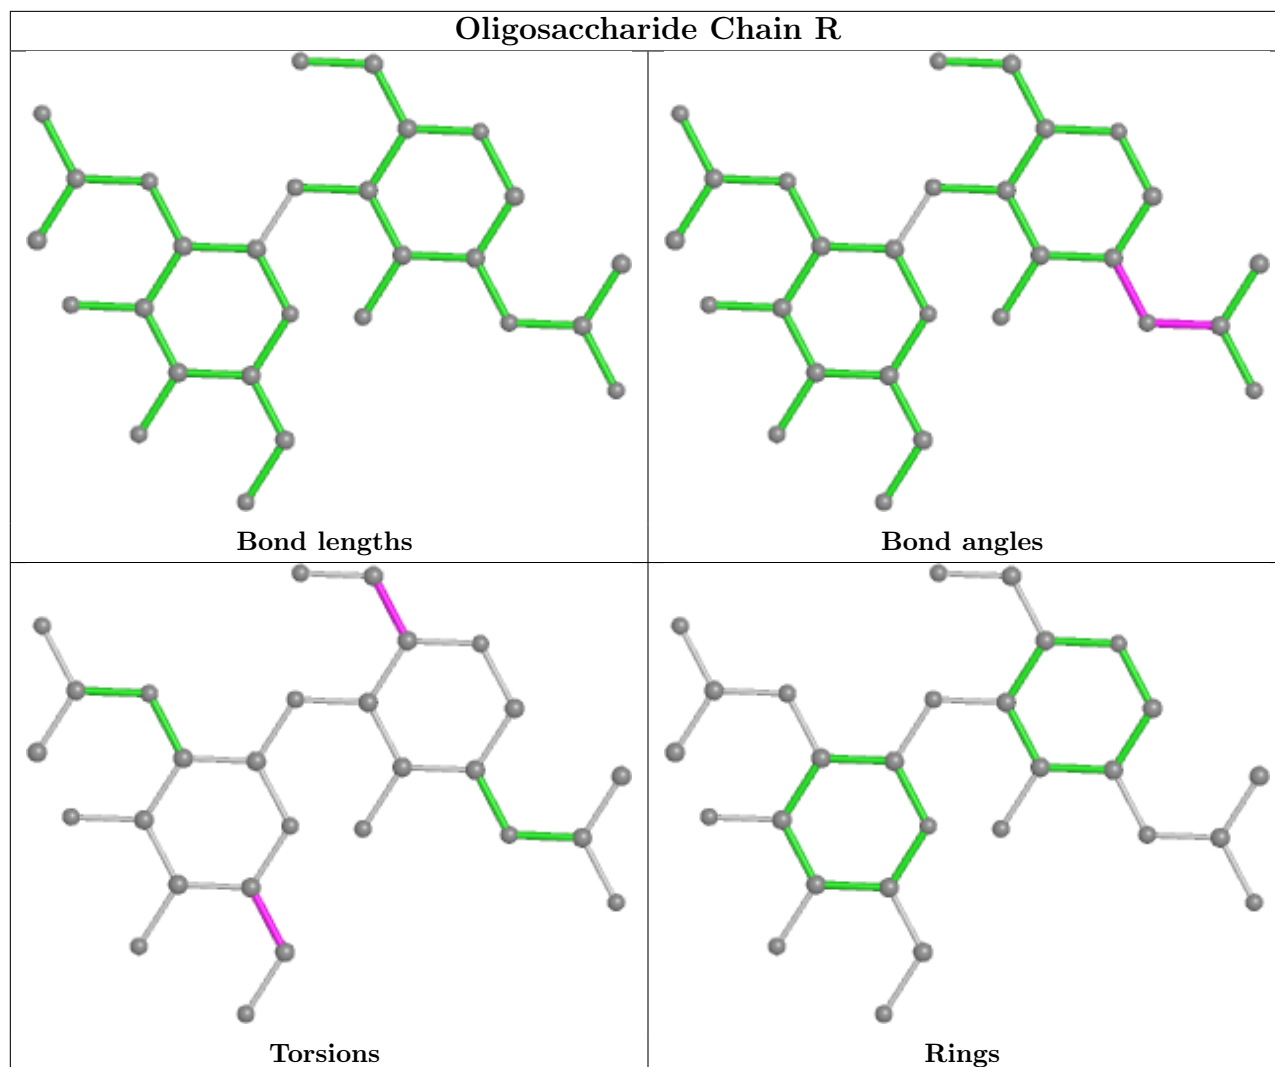 Oligosaccharide Chain R
Bond lengths
Bond angles
Torsions
Rings